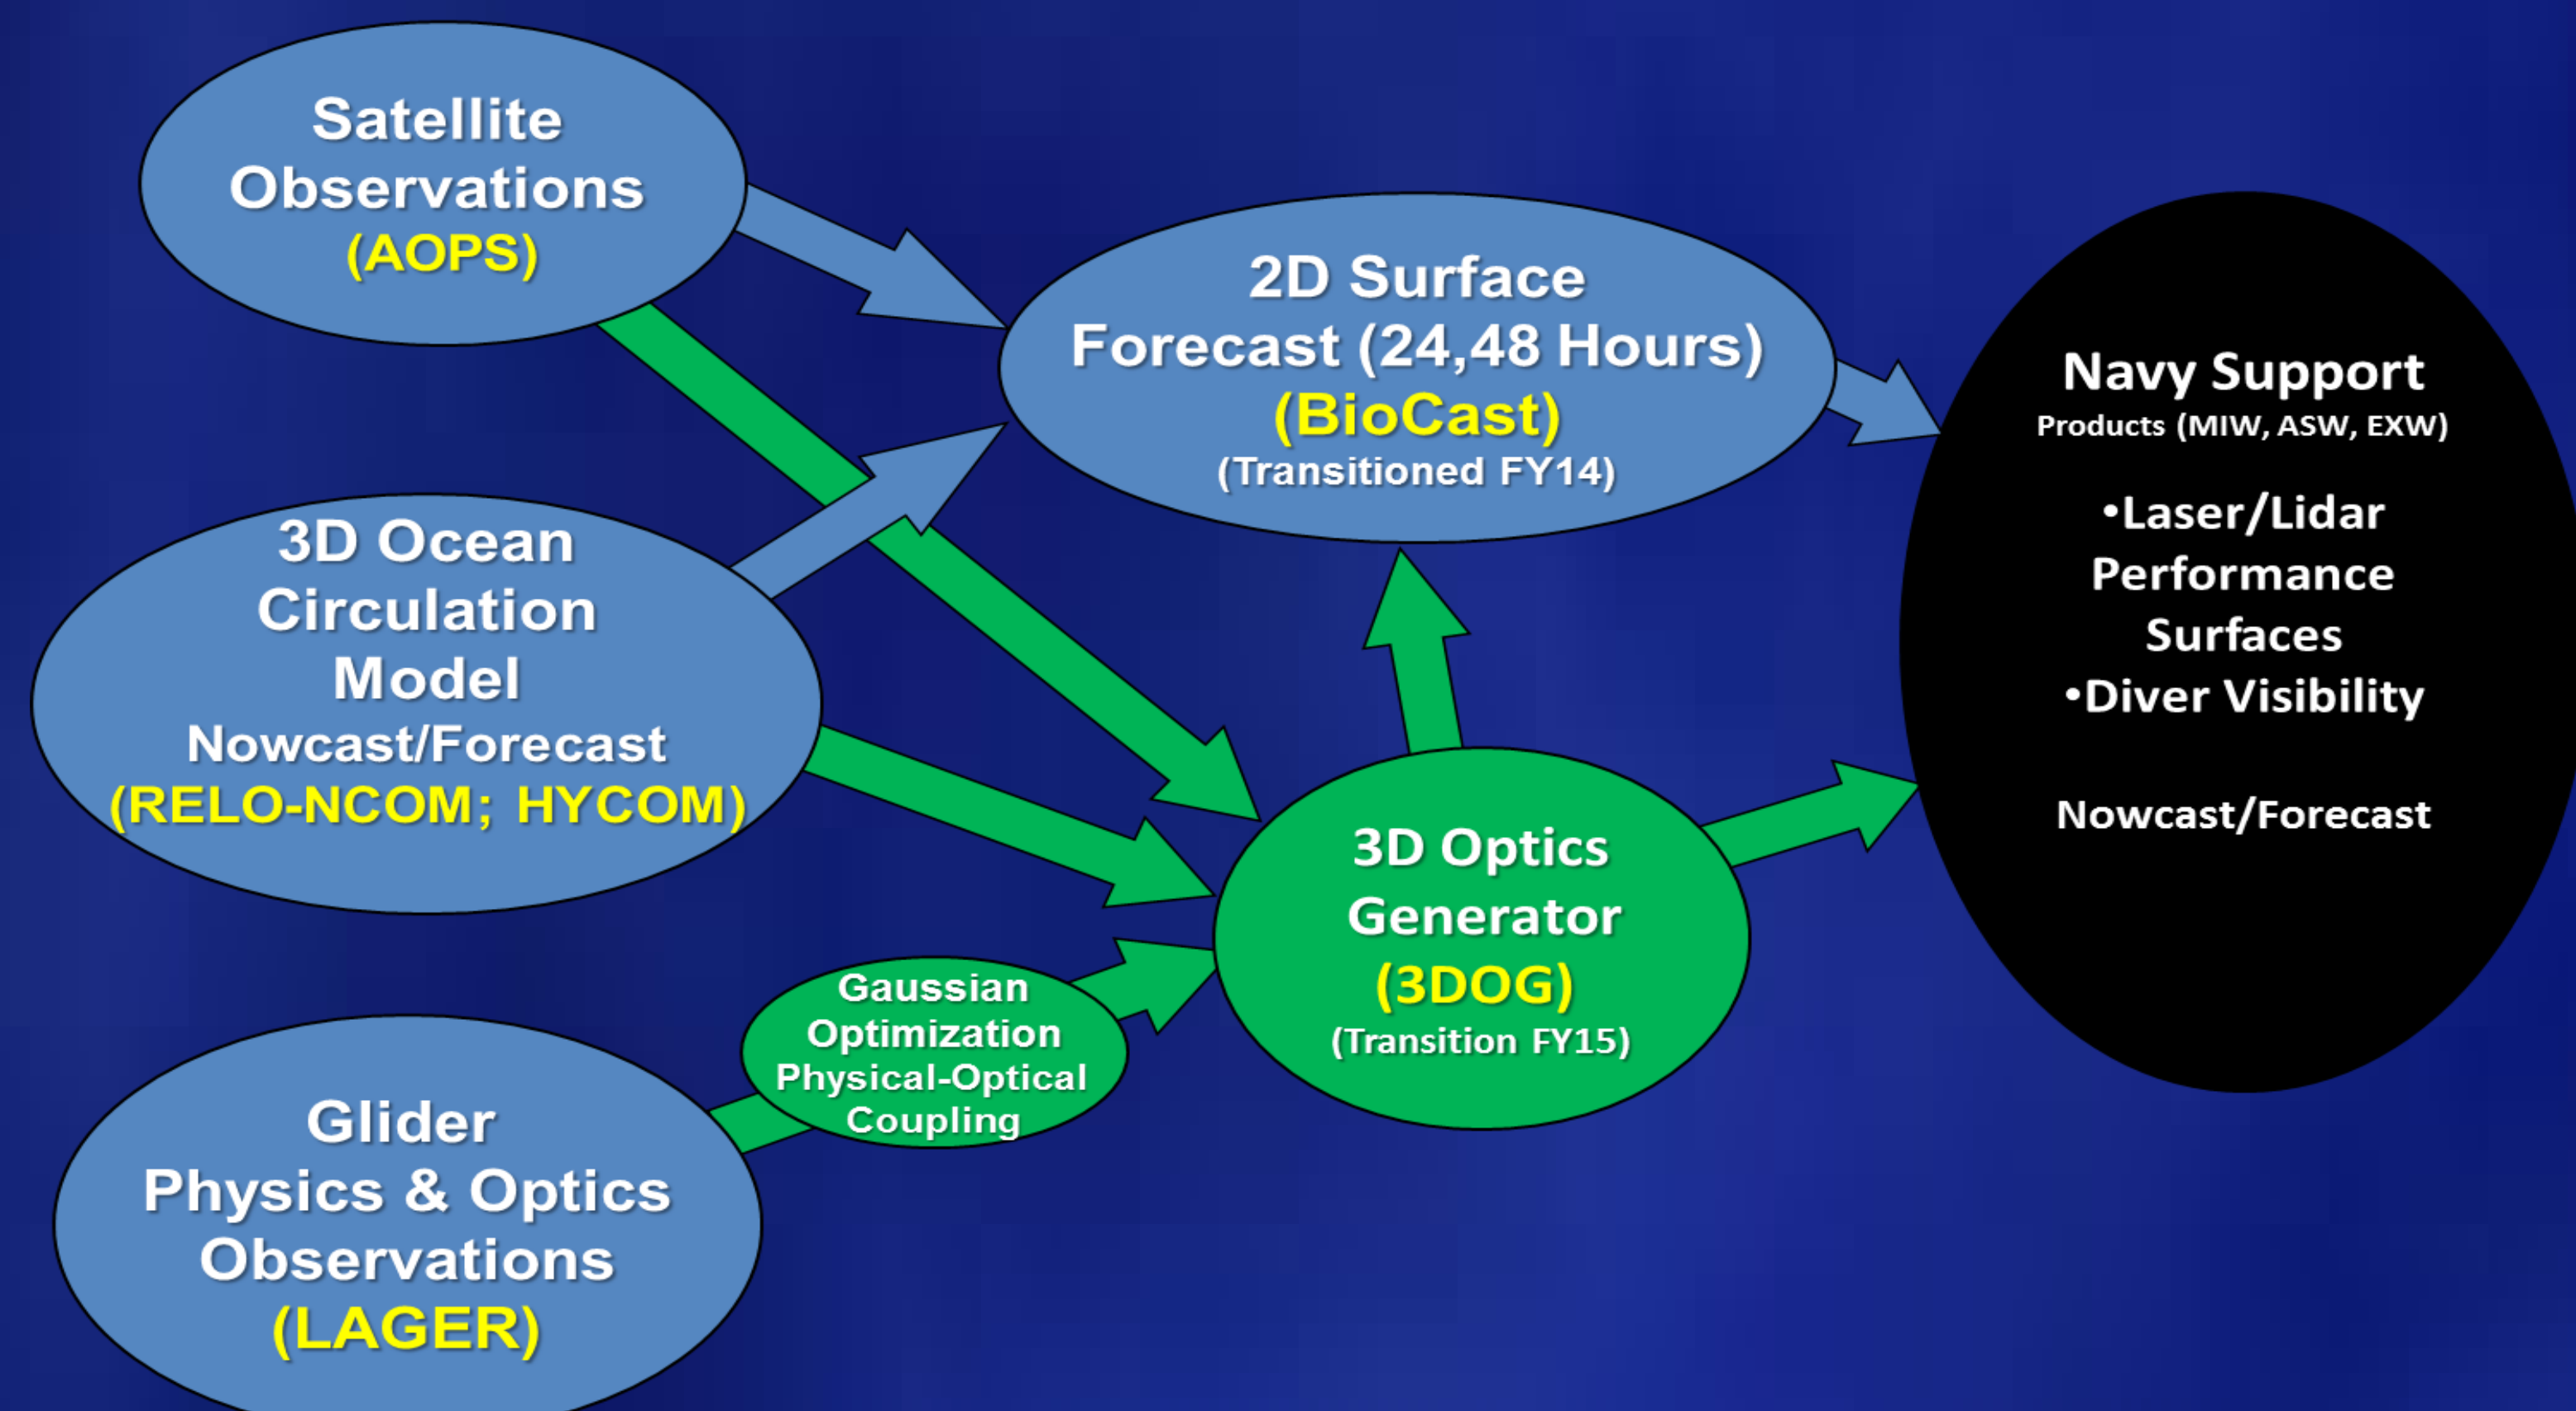 Satellite
Observations
(AOPS)
2D Surface
Forecast (24,48 Hours)
(BioCast)
(Transitioned FY14)
Navy Support
Products (MIW, ASW, EXW)
•Laser/Lidar
Performance
Surfaces
•Diver Visibility
Nowcast/Forecast
3D Ocean
Circulation
Model
Nowcast/Forecast
(RELO-NCOM; HYCOM)
3D Optics
Generator
(3DOG)
(Transition FY15)
Gaussian
Optimization
Physical-Optical
Coupling
Glider
Physics & Optics
Observations
(LAGER)